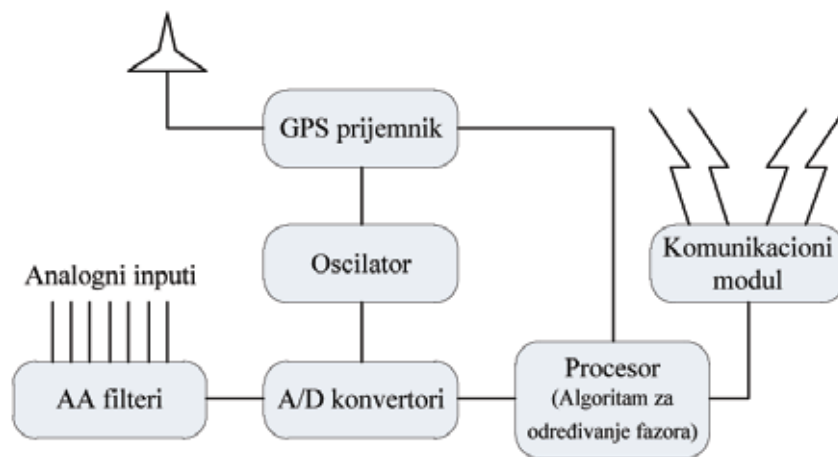 GPS prijemnik
Oscilator
Komunikacioni
modul
Analogni inputi
AA filteri
A/D konvertori
Procesor
(Algoritam za
određivanje fazora)